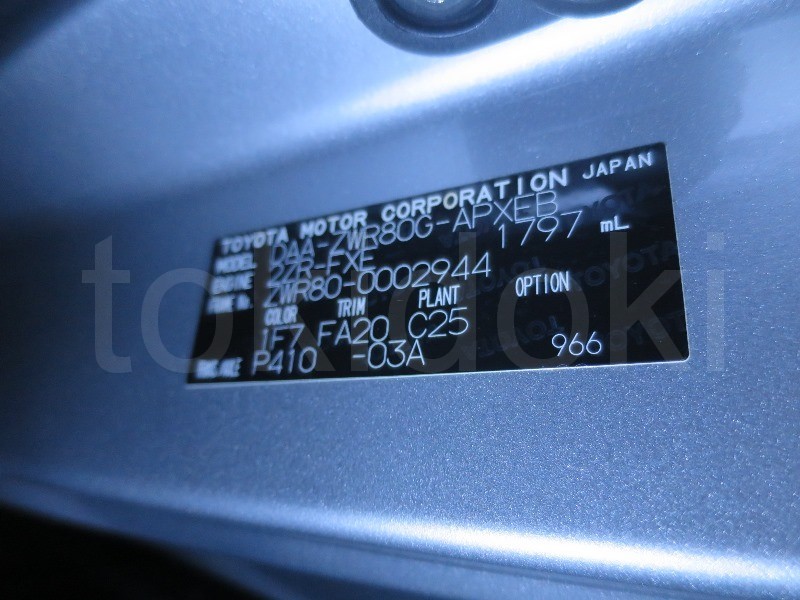 TOYOTA MOTOR CORPORATION JAPAN
MODEL DAA-ZWR80G-APXEB
ENGINE 2ZR-FXE 1797 mL
FRAME No. ZWR80-0002944
COLOR TRIM PLANT OPTION
1F7 FA20 C25
P410 -03A 966
tokidoki